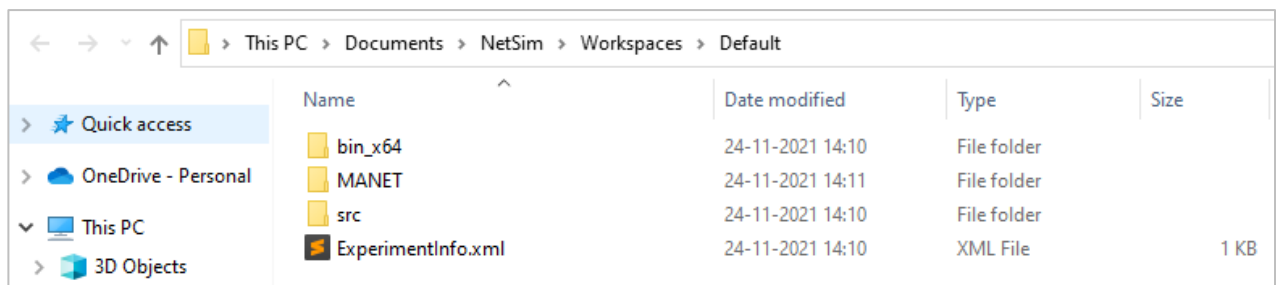 This PC > Documents > NetSim > Workspaces > Default
Name Date modified Type Size
Quick access
bin_x64 24-11-2021 14:10 File folder
OneDrive - Personal
MANET 24-11-2021 14:11 File folder
src 24-11-2021 14:10 File folder
This PC
ExperimentInfo.xml 24-11-2021 14:10 XML File 1 KB
3D Objects